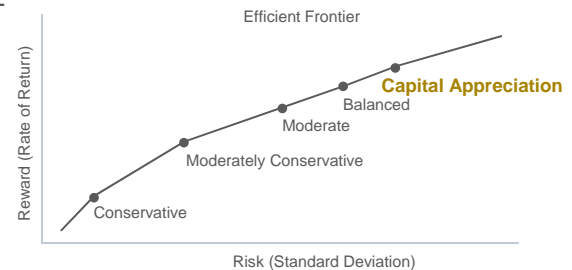 Efficient Frontier
Reward (Rate of Return)
Capital Appreciation
Balanced
Moderate
Moderately Conservative
Conservative
Risk (Standard Deviation)